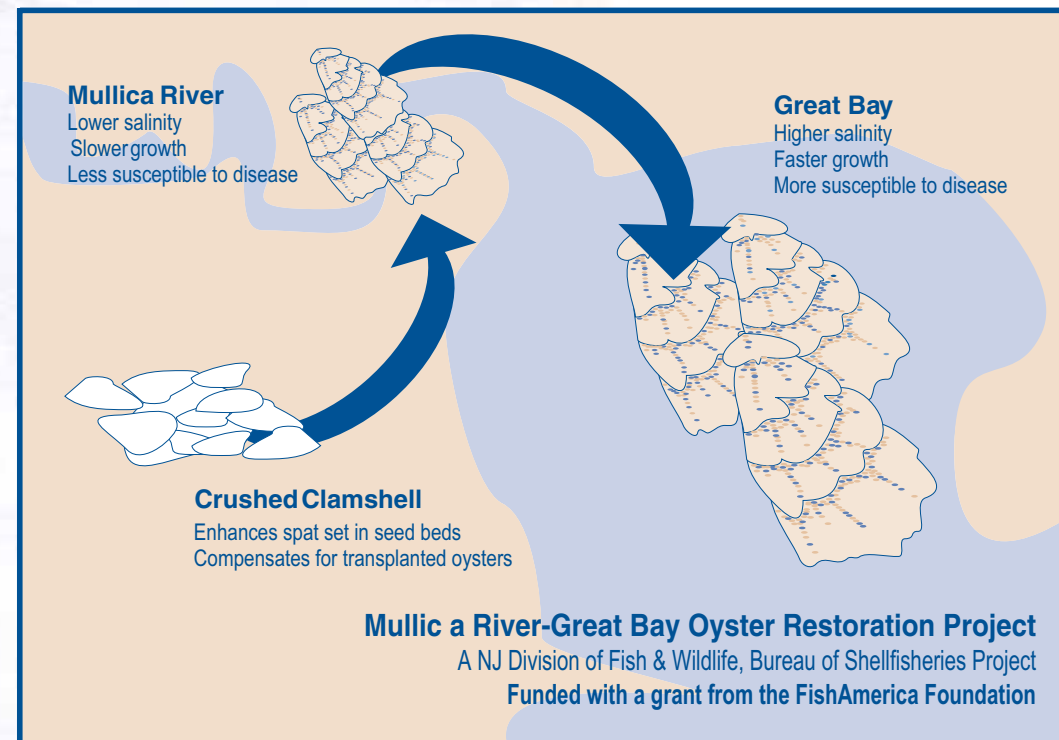 Mullica River
Lower salinity
Slower growth
Less susceptible to disease
Great Bay
Higher salinity
Faster growth
More susceptible to disease
Crushed Clamshell
Enhances spat set in seed beds
Compensates for transplanted oysters
Mullic a River-Great Bay Oyster Restoration Project
A NJ Division of Fish & Wildlife, Bureau of Shellfisheries Project
Funded with a grant from the FishAmerica Foundation